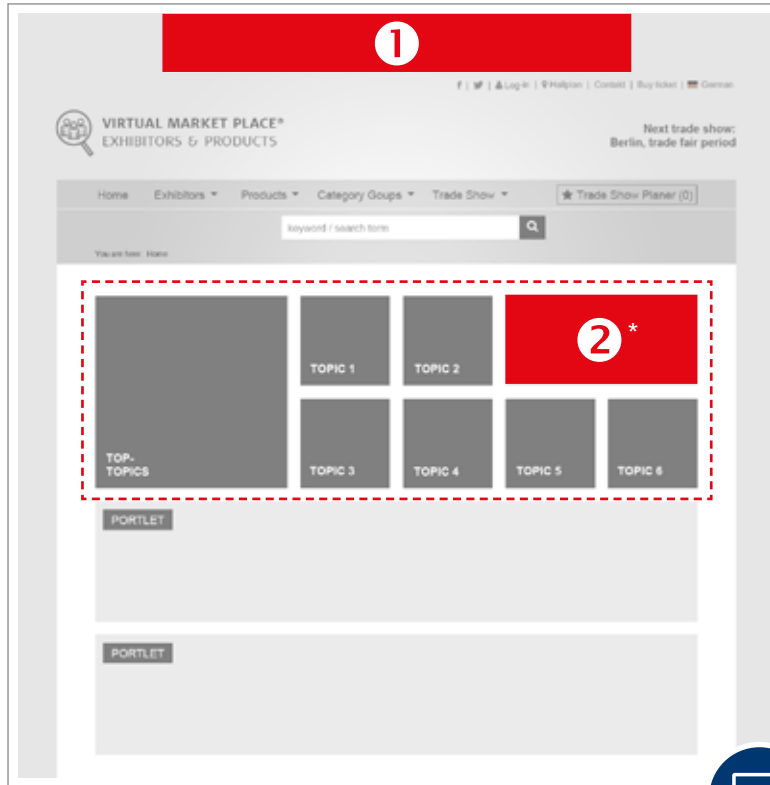 1
f | | Log-in | Hallplan | Contakt | Buy ticket | German
VIRTUAL MARKET PLACE®
EXHIBITORS & PRODUCTS
Next trade show:
Berlin, trade fair period
Home Exhibitors Products Category Goups Trade Show Trade Show Planer (0)
keyword / search term
You are here: Home
2*
TOPIC 1 TOPIC 2
TOP-
TOPICS
TOPIC 3 TOPIC 4 TOPIC 5 TOPIC 6
PORTLET
PORTLET